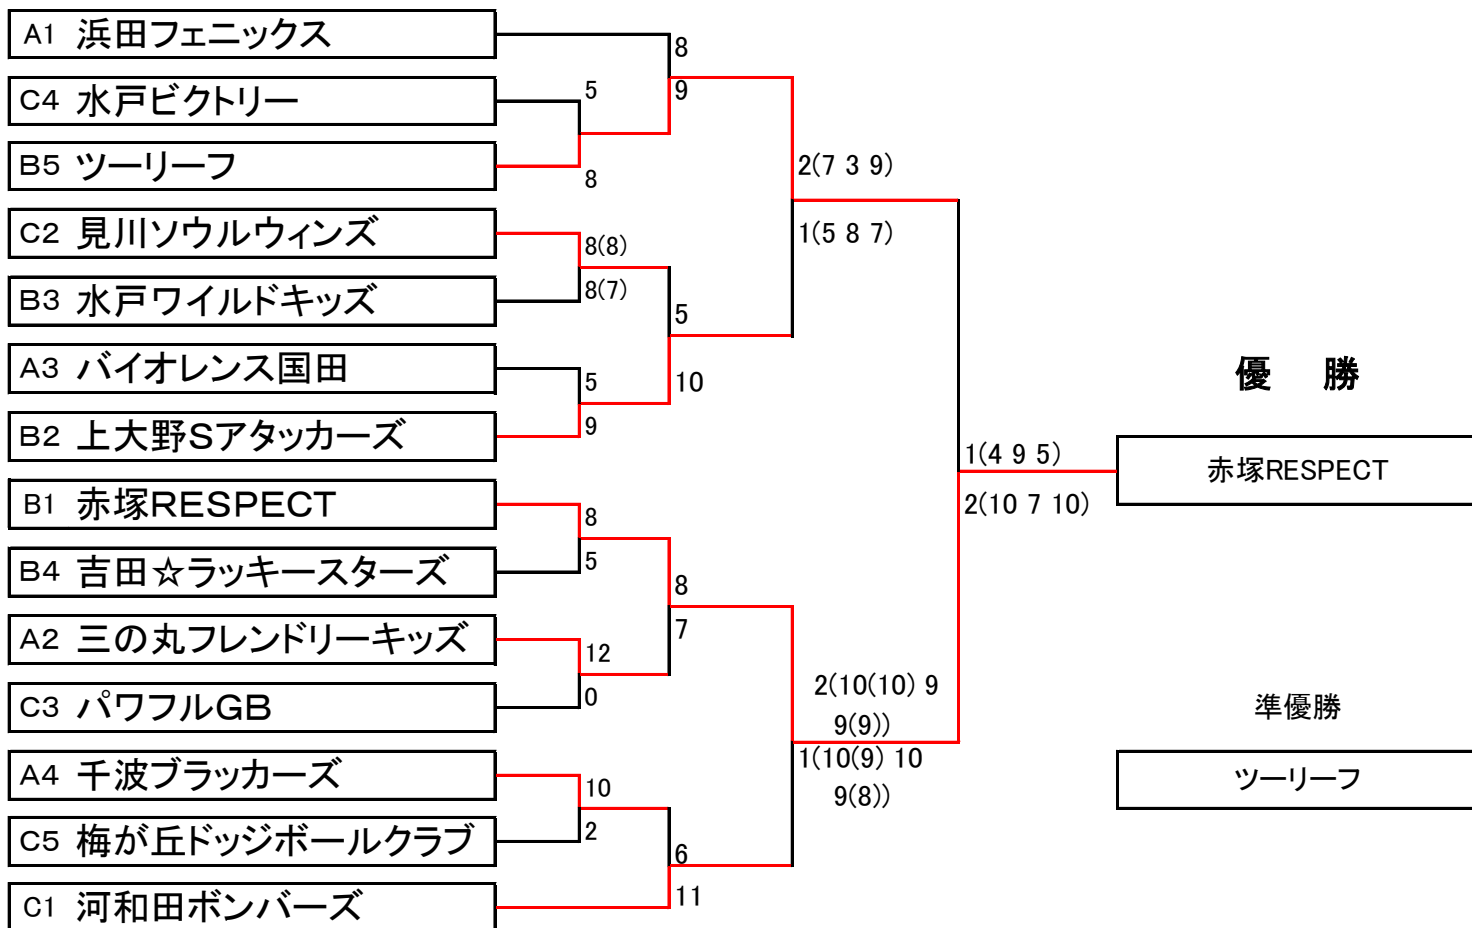 A1 浜田フェニックス
C4 水戸ビクトリー
B5 ツーリーフ
C2 見川ソウルウィンズ
B3 水戸ワイルドキッズ
A3 バイオレンス国田
B2 上大野Sアタッカーズ
B1 赤塚RESPECT
B4 吉田☆ラッキースターズ
A2 三の丸フレンドリーキッズ
C3 パワフルGB
A4 千波ブラッカーズ
C5 梅が丘ドッジボールクラブ
C1 河和田ボンバーズ
5
8
8(8)
8(7)
5
9
8
5
12
0
10
2
8
9
5
10
8
7
6
11
2(7 3 9)
1(5 8 7)
2(10(10) 9
9(9))
1(10(9) 10
9(8))
1(4 9 5)
2(10 7 10)
優 勝
赤塚RESPECT
準優勝
ツーリーフ